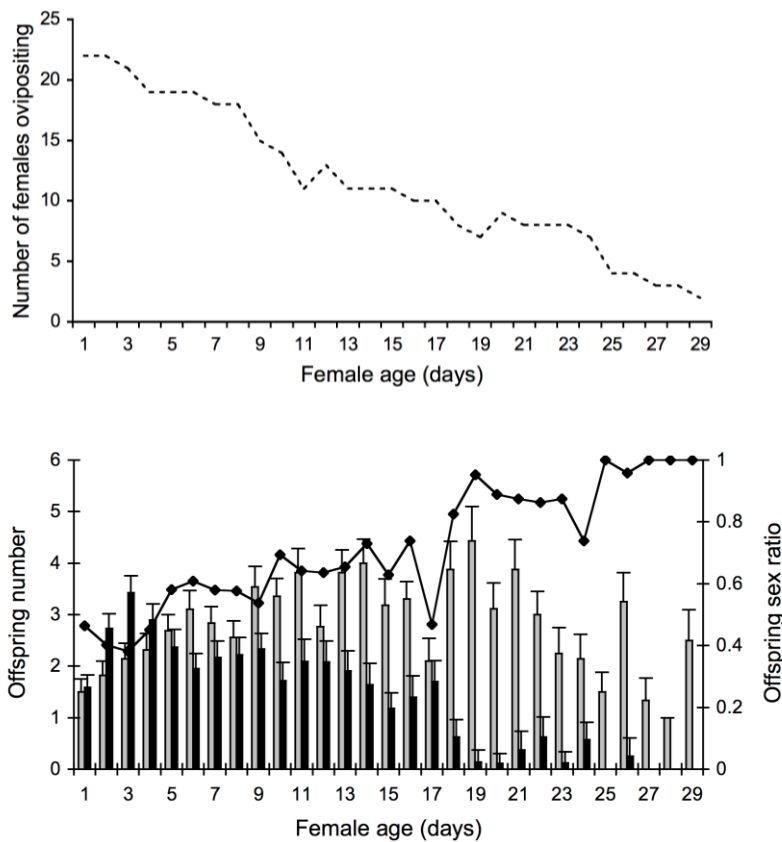 25
20
15
10
5
0
Number of females ovipositing
1 3 5 7 9 11 13 15 17 19 21 23 25 27 29
Female age (days)
6
5
4
3
2
1
0
Offspring number
1
0.8
0.6
0.4
0.2
0
Offspring sex ratio
1 3 5 7 9 11 13 15 17 19 21 23 25 27 29
Female age (days)